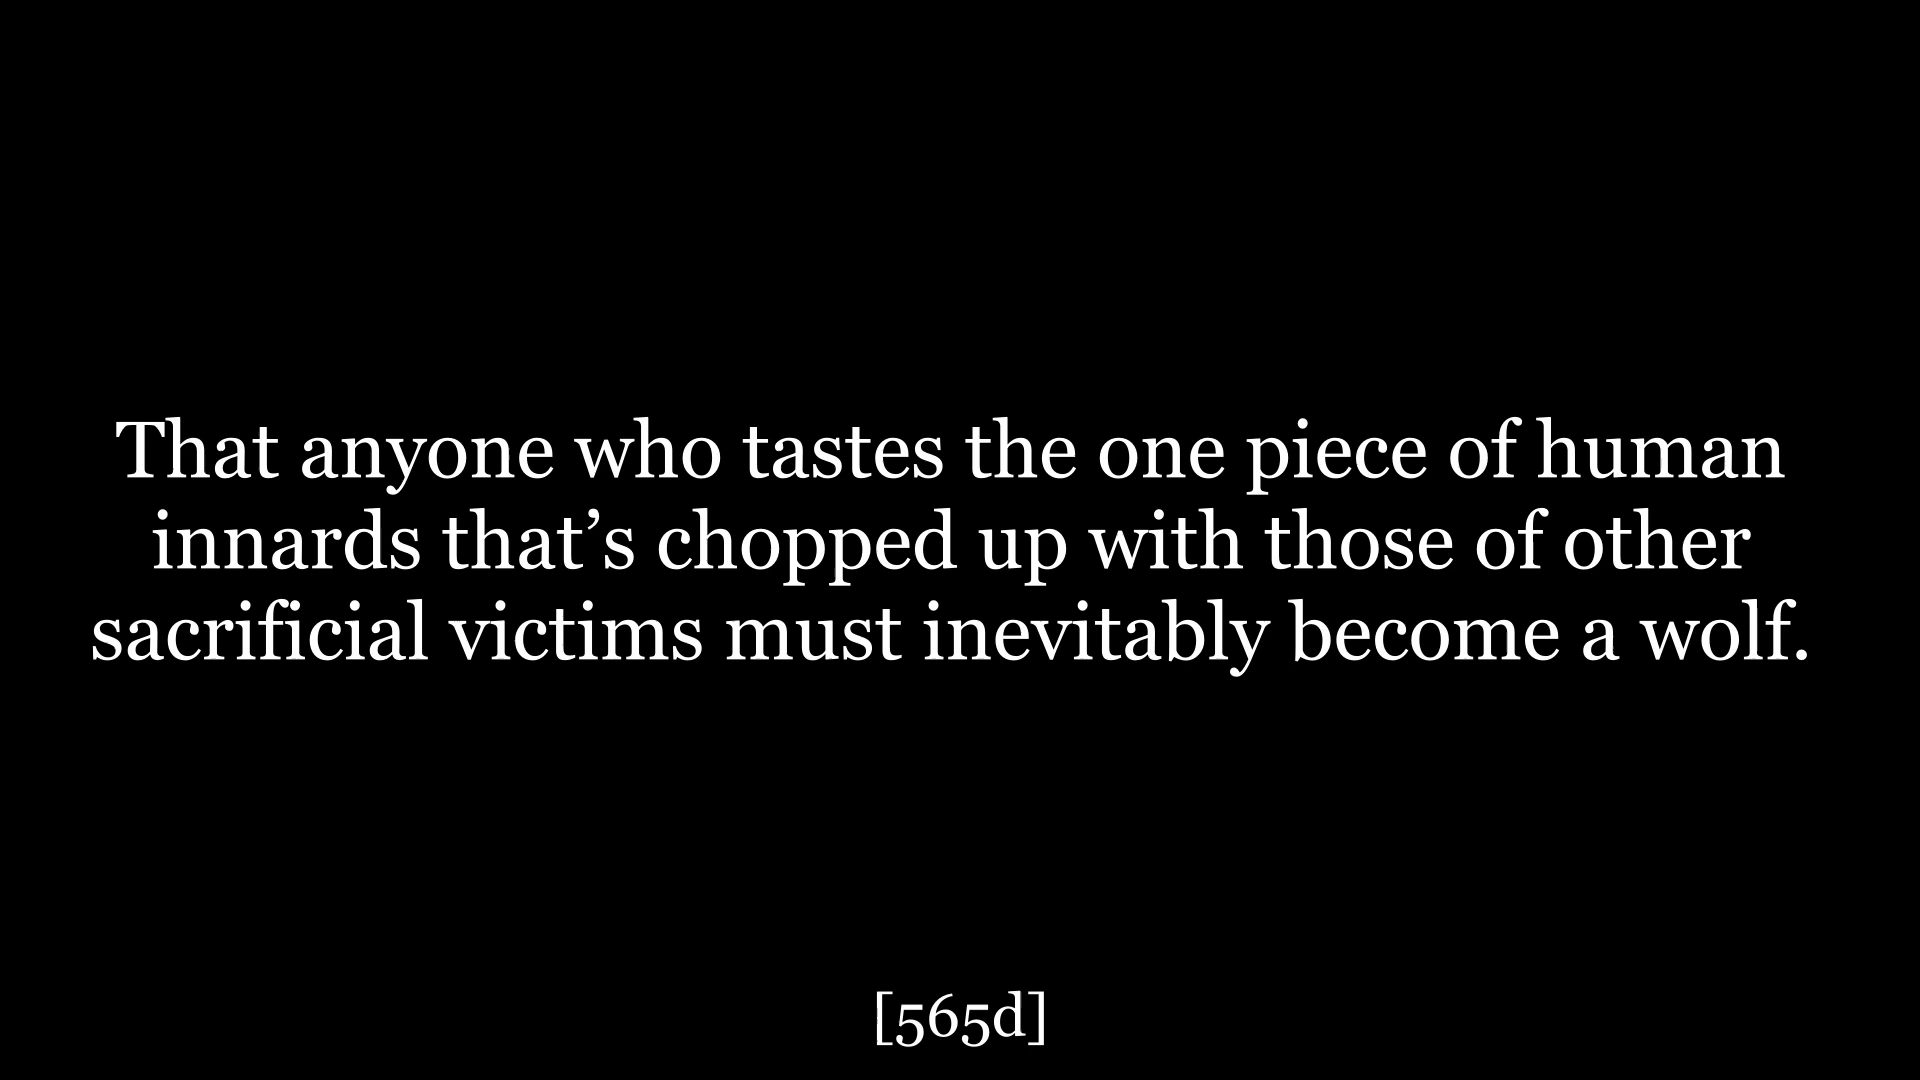 That anyone who tastes the one piece of human
innards that’s chopped up with those of other
sacrificial victims must inevitably become a wolf.
[565d]